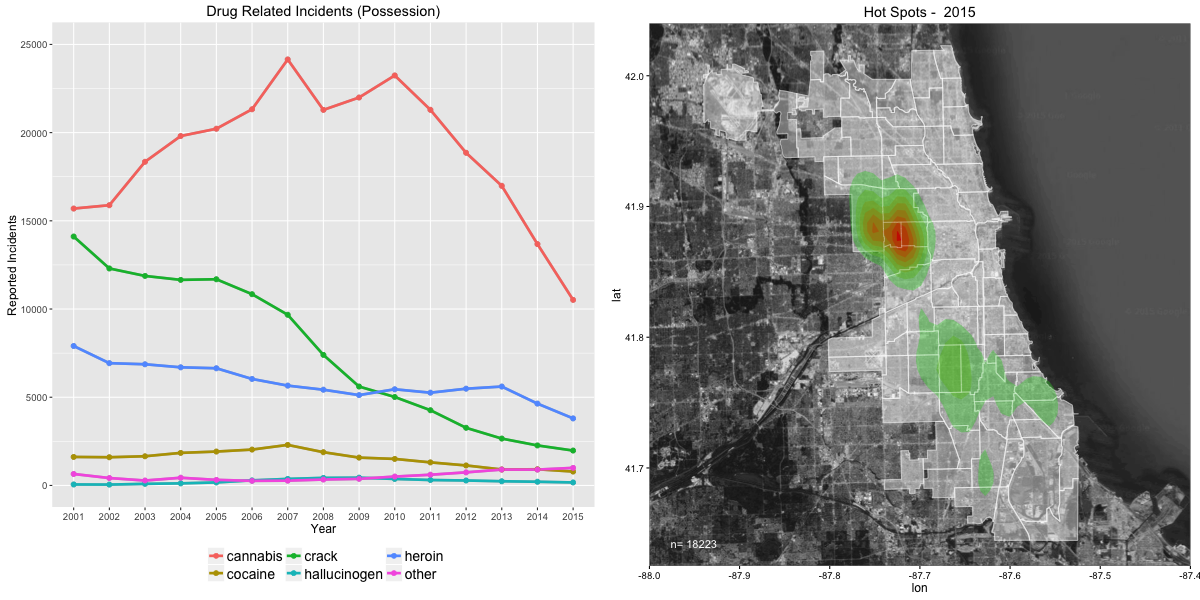 Drug Related Incidents (Possession)
25000
20000
15000
10000
5000
0
Reported Incidents
2001 2002 2003 2004 2005 2006 2007 2008 2009 2010 2011 2012 2013 2014 2015
Year
cannabis crack heroin
cocaine hallucinogen other
Hot Spots - 2015
42.0
41.9
41.8
41.7
lat
n= 18223
-88.0 -87.9 -87.8 -87.7 -87.6 -87.5 -87.4
lon